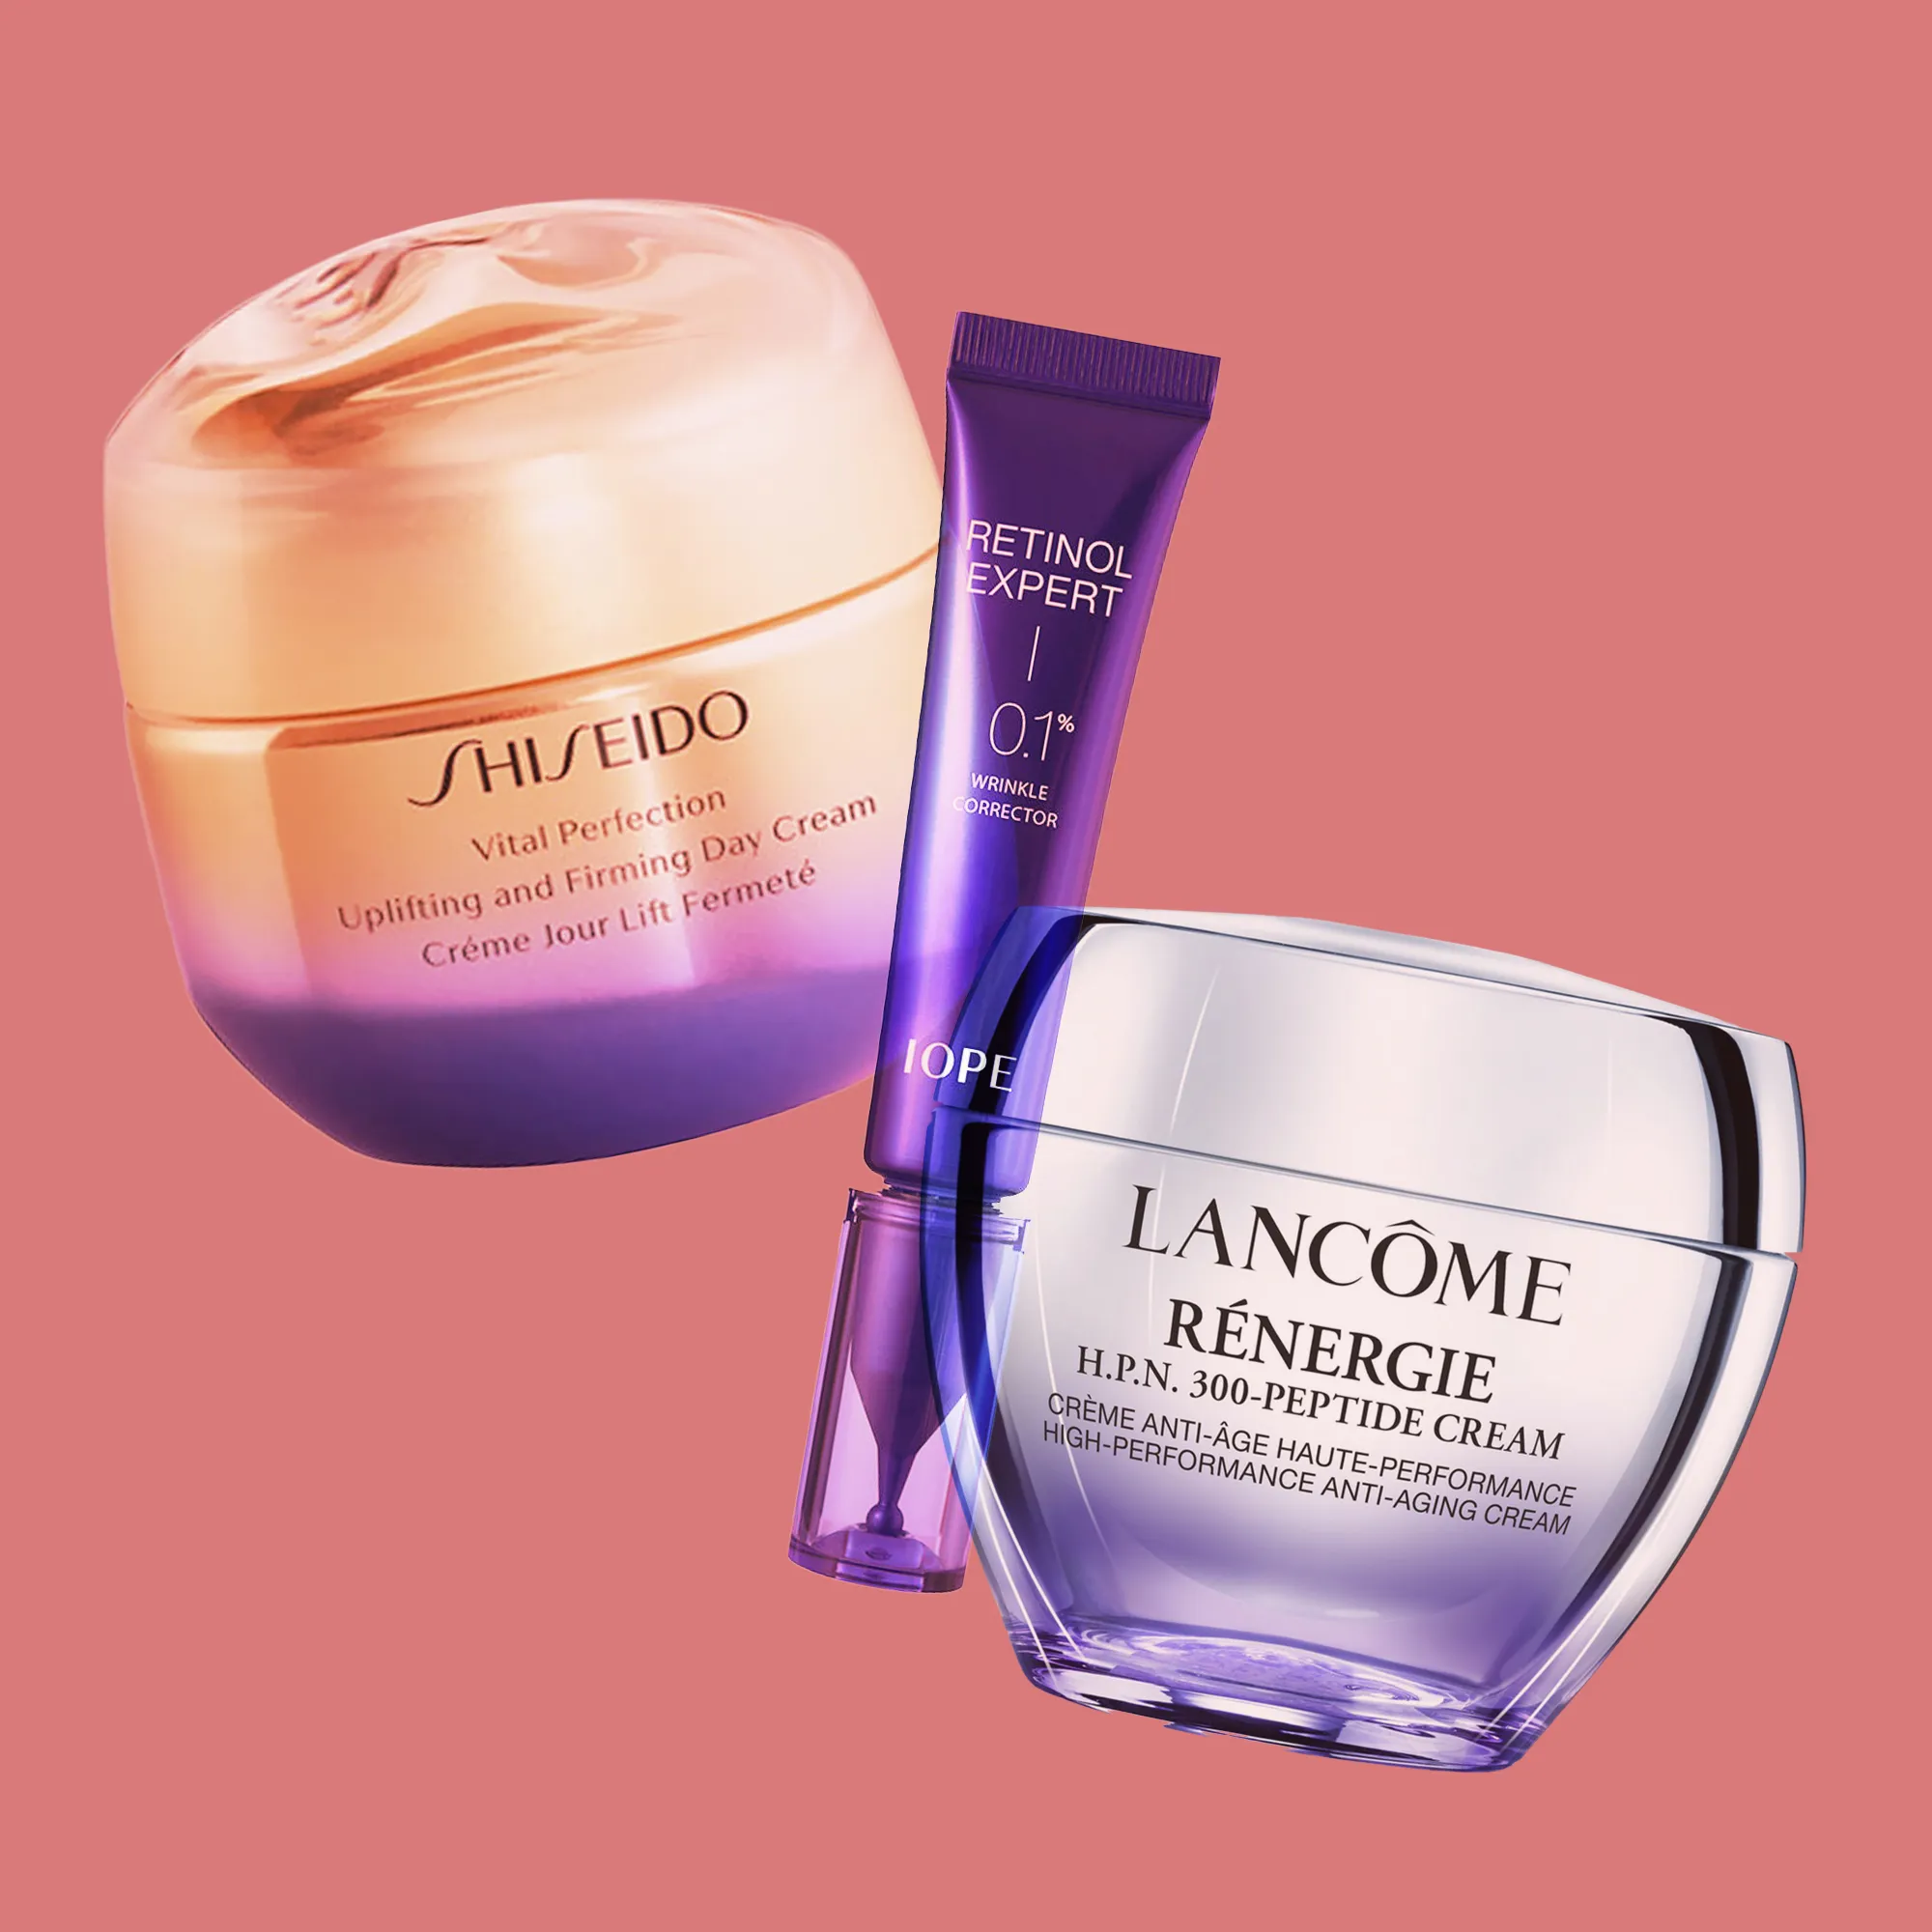 SHISEIDO
Vital Perfection
Uplifting and Firming Day Cream
Créme Jour Lift Fermeté
RETINOL
EXPERT
0.1%
WRINKLE
CORRECTOR
IOPE
LANCÔME
RÉNERGIE
H.P.N. 300-PEPTIDE CREAM
CRÈME ANTI-ÂGE HAUTE-PERFORMANCE
HIGH-PERFORMANCE ANTI-AGING CREAM